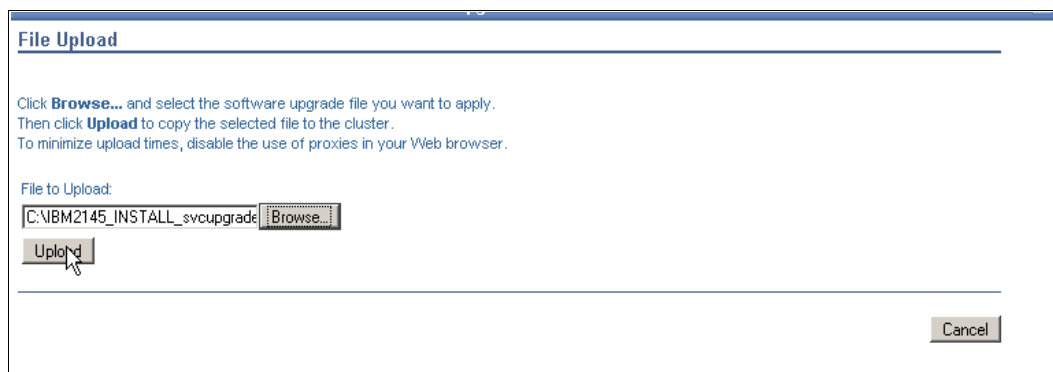 File Upload
Click Browse... and select the software upgrade file you want to apply.
Then click Upload to copy the selected file to the cluster.
To minimize upload times, disable the use of proxies in your Web browser.
File to Upload:
C:\IBM2145_INSTALL_svcupgrade Browse...
Upload
Cancel